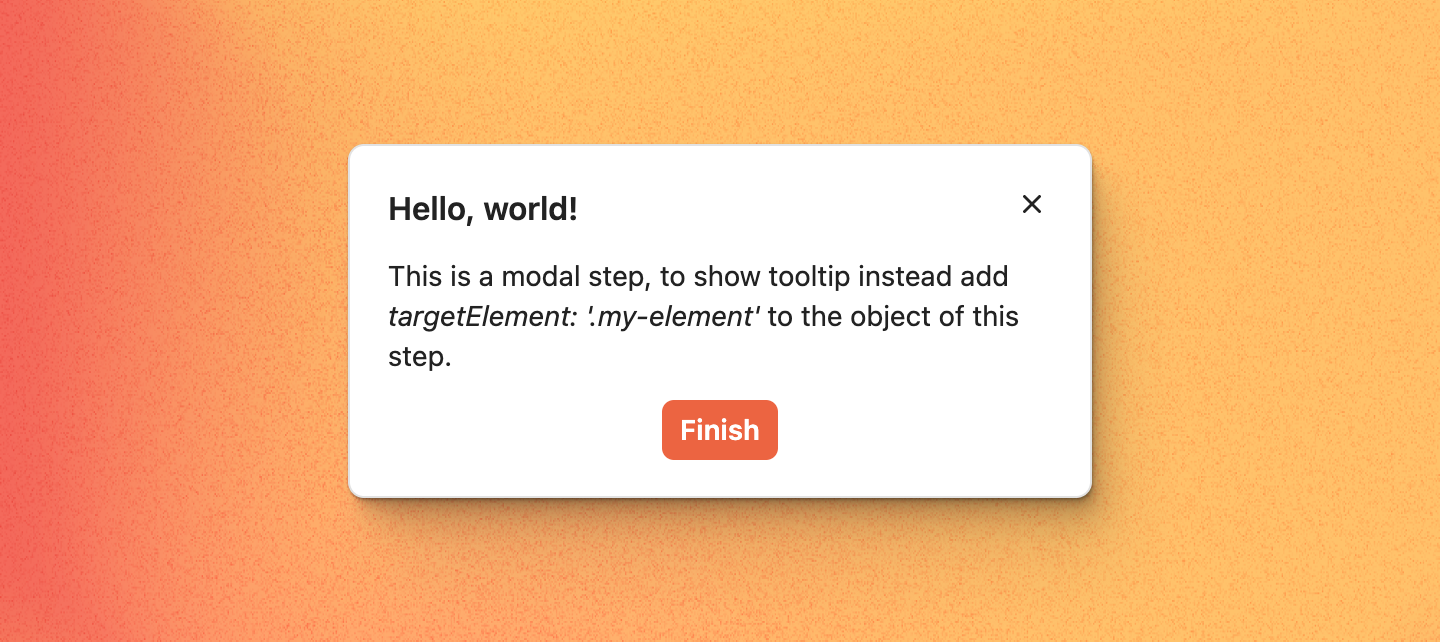 Hello, world!
This is a modal step, to show tooltip instead add
targetElement: '.my-element' to the object of this
step.
Finish